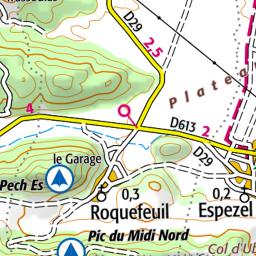 D29
2,5
Platea
4
D613
2
D29
le Garage
Pech Es
0,3
0,2
Roquefeuil
Espezel
Pic du Midi Nord
Col d'U